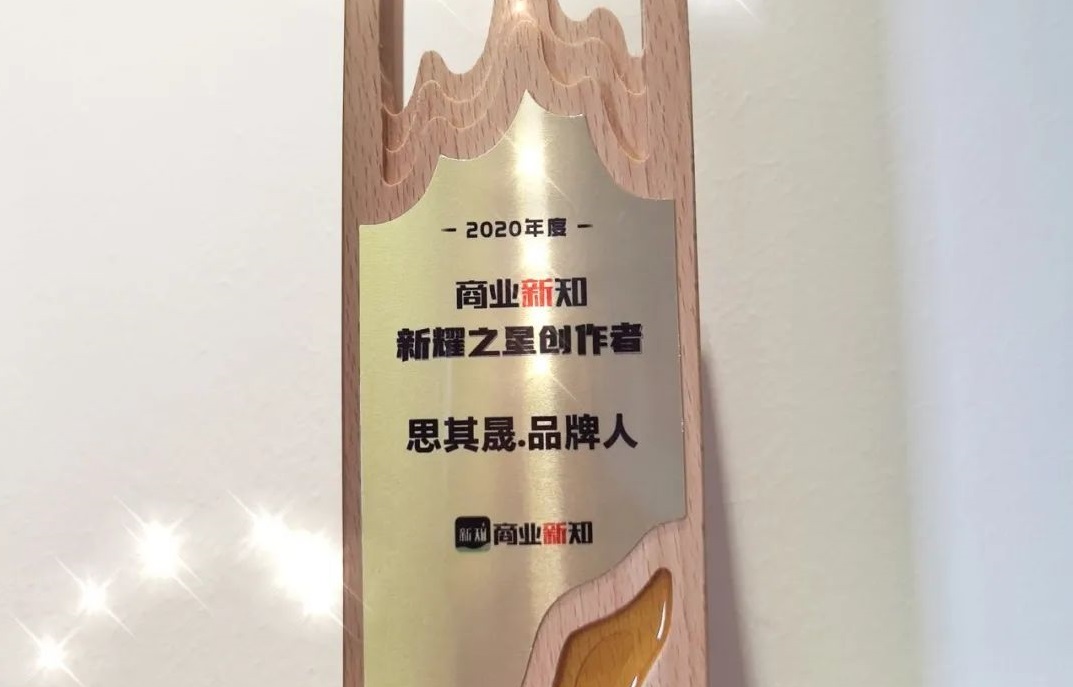 －2020年度－
商业新知
新耀之星创作者
思其晟.品牌人
新知 商业新知